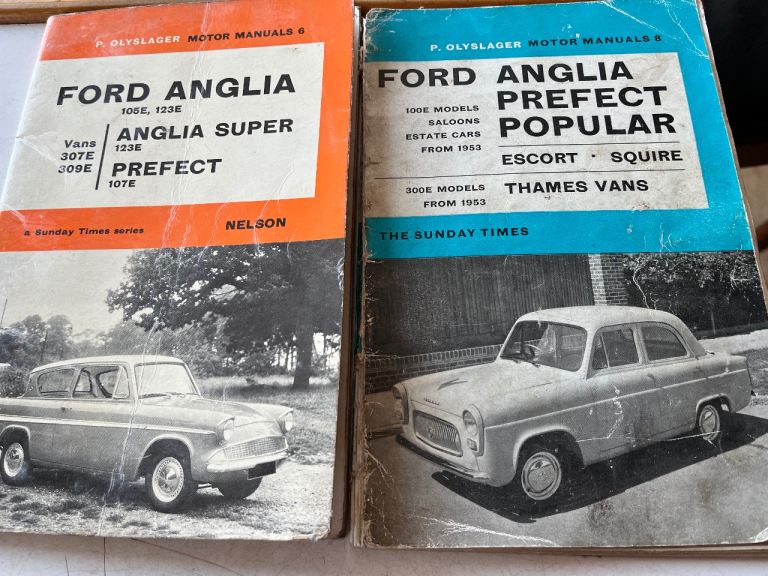 P. OLYSLAGER MOTOR MANUALS 6
FORD ANGLIA
105E, 123E
Vans
307E
309E
ANGLIA SUPER
123E
PREFECT
107E
a Sunday Times series
NELSON
P. OLYSLAGER MOTOR MANUALS 8
FORD ANGLIA
PREFECT
POPULAR
100E MODELS
SALOONS
ESTATE CARS
FROM 1953
ESCORT · SQUIRE
300E MODELS
FROM 1953
THAMES VANS
THE SUNDAY TIMES